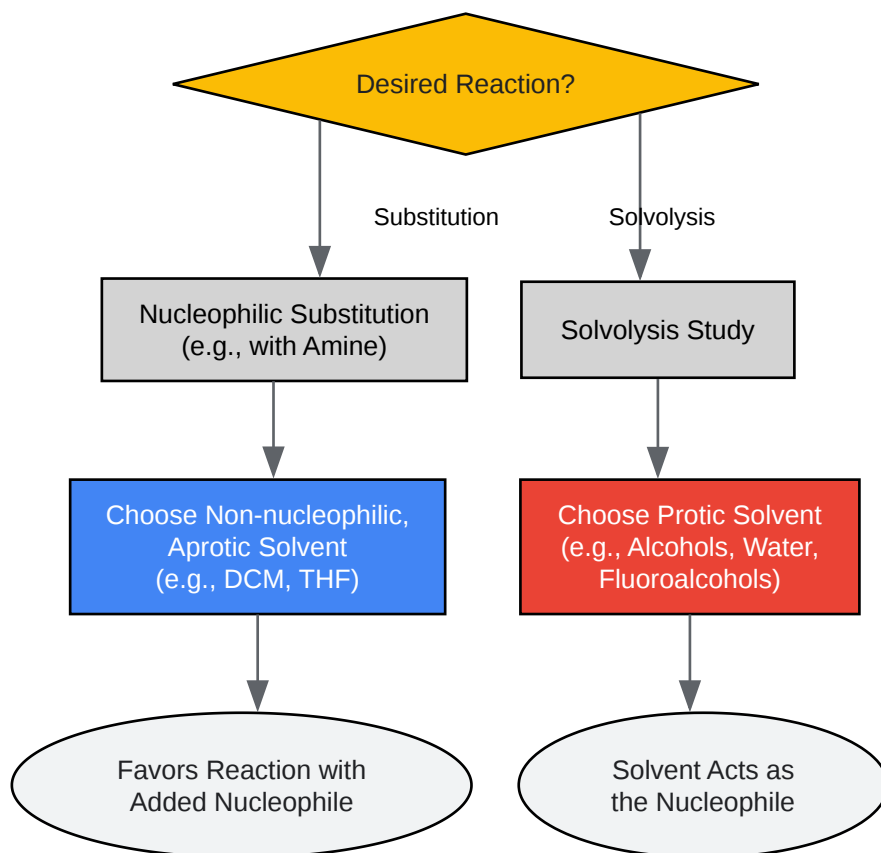 Desired Reaction?
Substitution
Solvolysis
Nucleophilic Substitution
(e.g., with Amine)
Solvolysis Study
Choose Non-nucleophilic,
Aprotic Solvent
(e.g., DCM, THF)
Choose Protic Solvent
(e.g., Alcohols, Water,
Fluoroalcohols)
Favors Reaction with
Added Nucleophile
Solvent Acts as
the Nucleophile